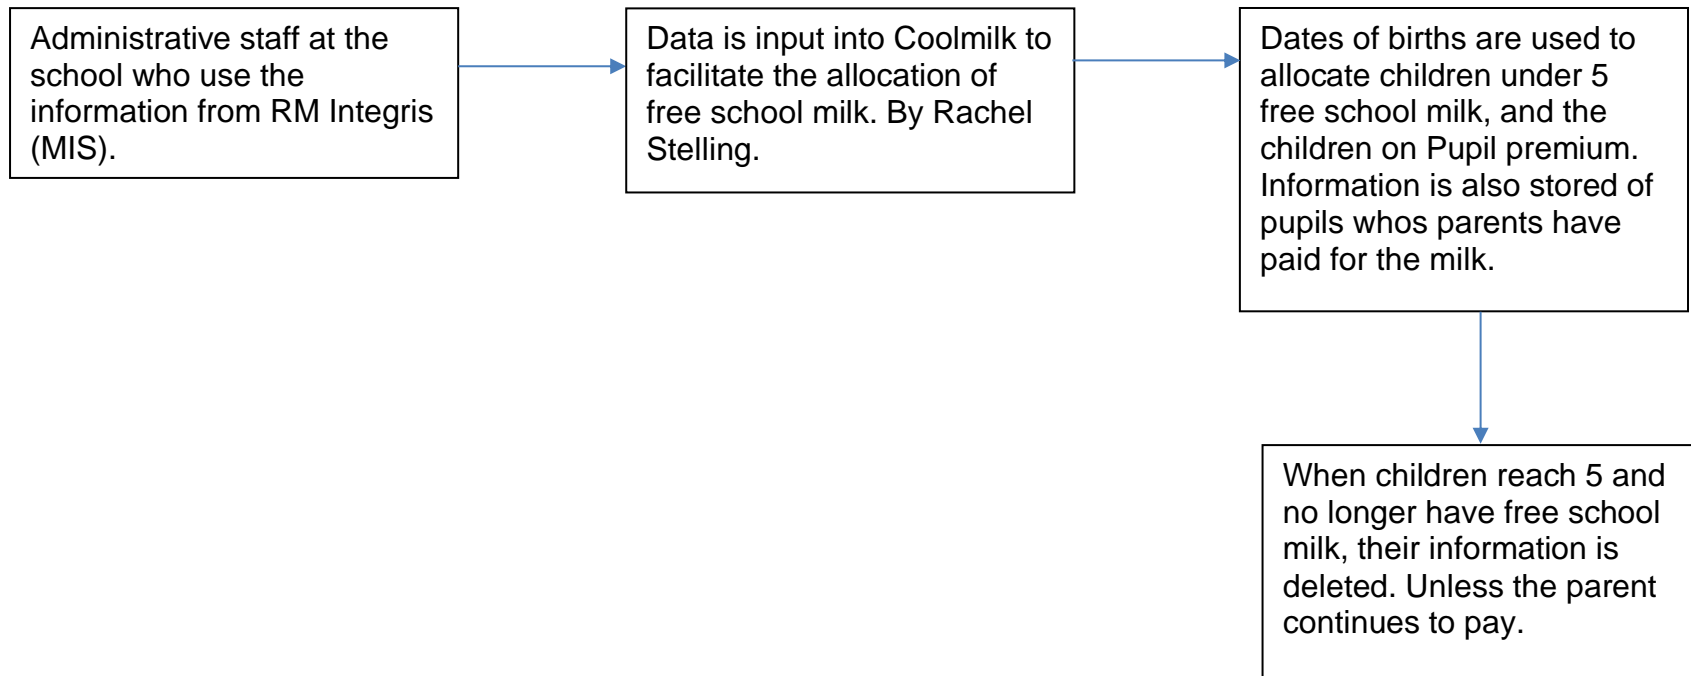 Administrative staff at the
school who use the
information from RM Integris
(MIS).
Data is input into Coolmilk to
facilitate the allocation of
free school milk. By Rachel
Stelling.
Dates of births are used to
allocate children under 5
free school milk, and the
children on Pupil premium.
Information is also stored of
pupils whos parents have
paid for the milk.
When children reach 5 and
no longer have free school
milk, their information is
deleted. Unless the parent
continues to pay.